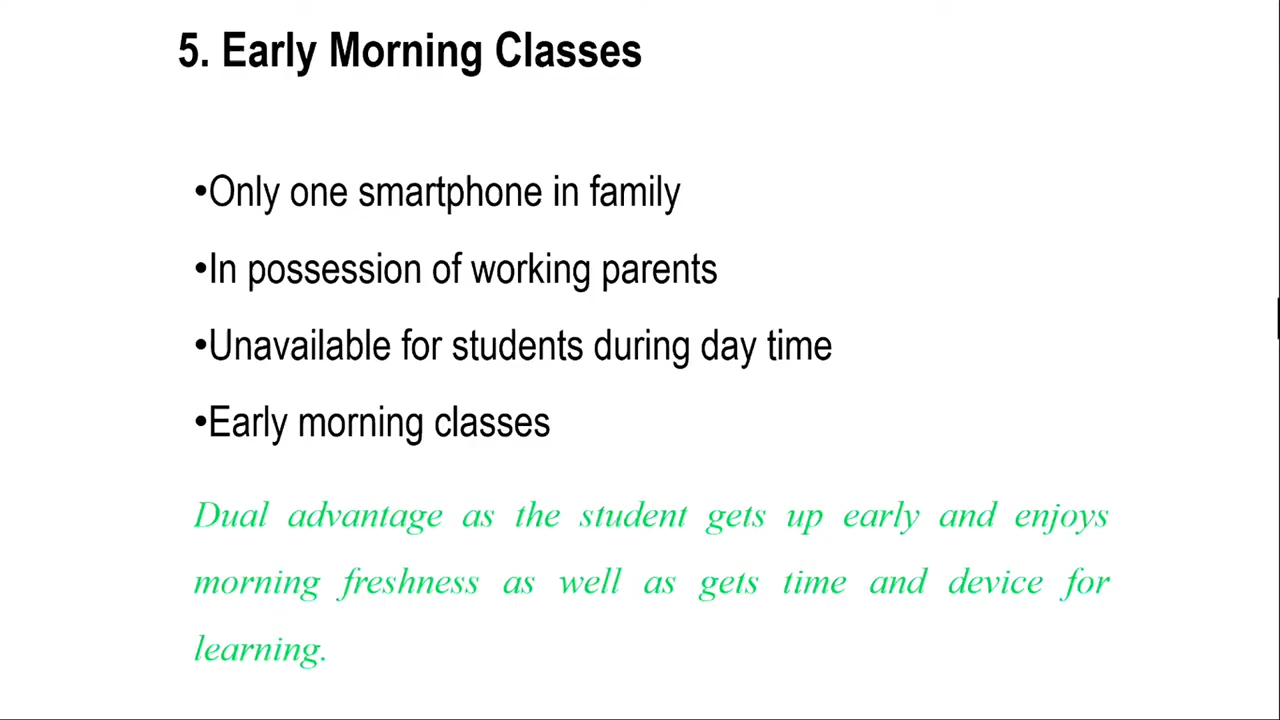 5. Early Morning Classes
•Only one smartphone in family
•In possession of working parents
•Unavailable for students during day time
•Early morning classes
Dual advantage as the student gets up early and enjoys
morning freshness as well as gets time and device for
learning.